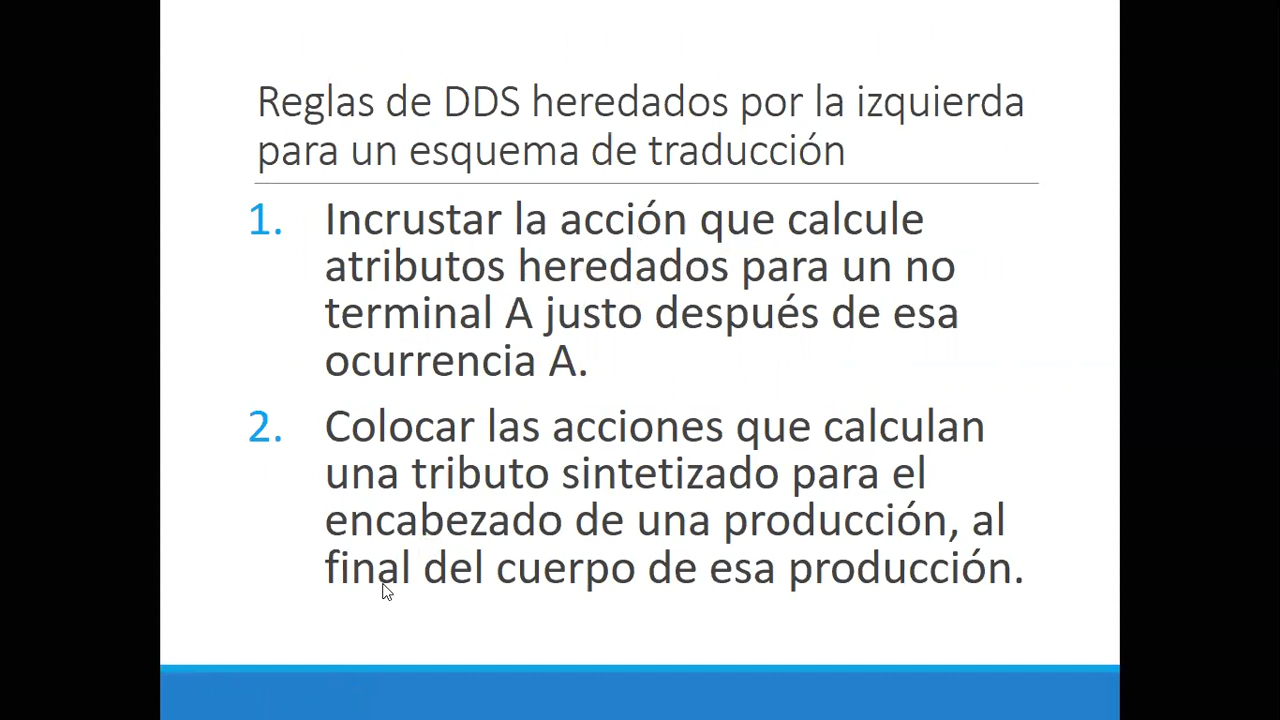 Reglas de DDS heredados por la izquierda
para un esquema de traducción
1. Incrustar la acción que calcule
atributos heredados para un no
terminal A justo después de esa
ocurrencia A.
2. Colocar las acciones que calculan
una tributo sintetizado para el
encabezado de una producción, al
final del cuerpo de esa producción.